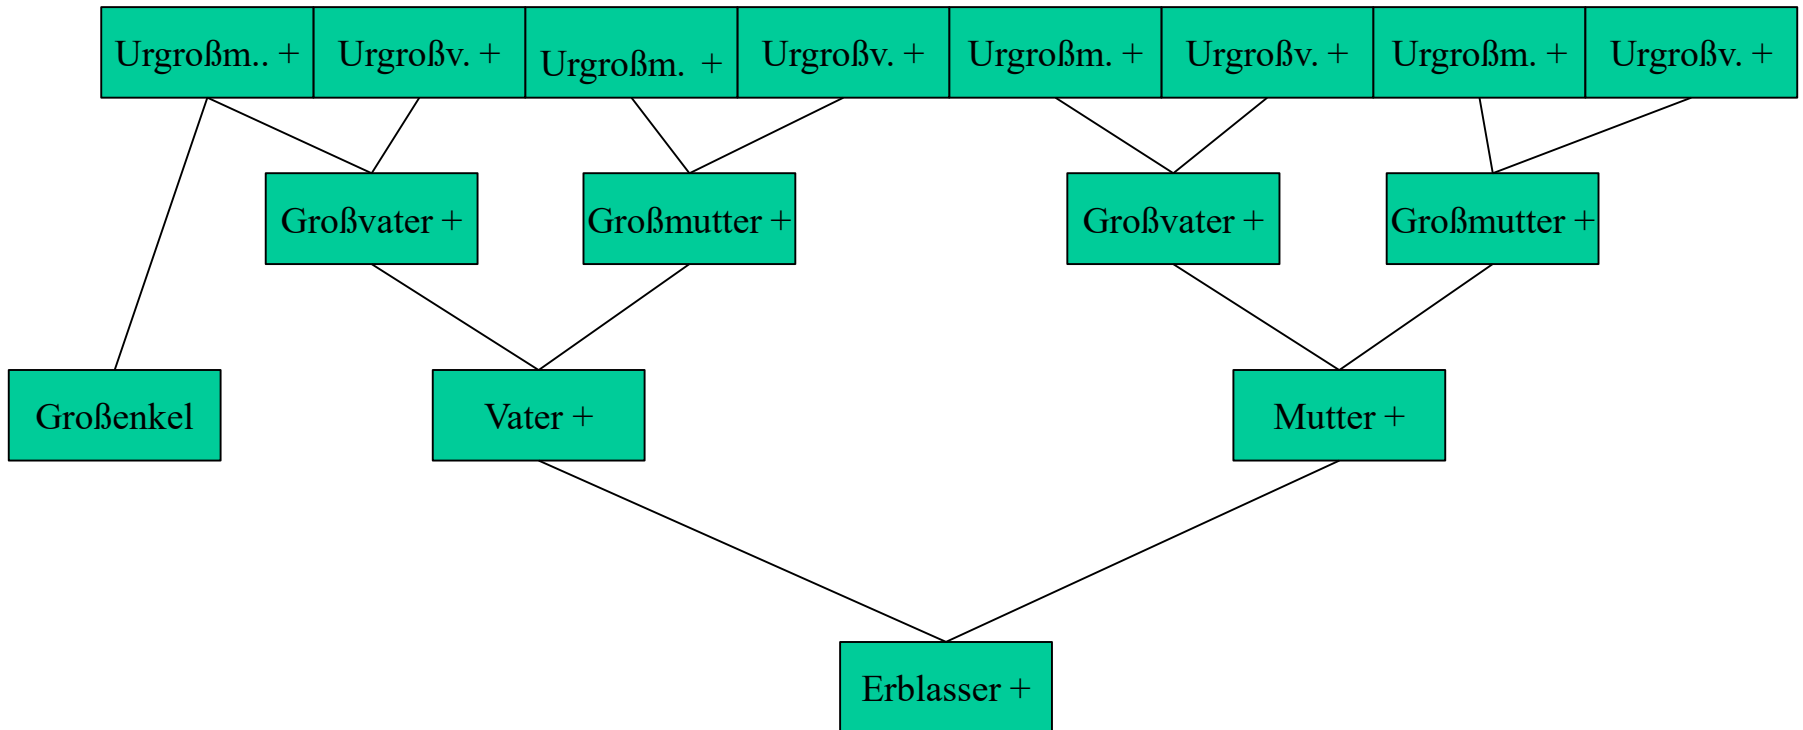 Urgroßm.. +
Urgroßv. +
Urgroßm. +
Urgroßv. +
Urgroßm. +
Urgroßv. +
Urgroßm. +
Urgroßv. +
Großvater +
Großmutter +
Großvater +
Großmutter +
Großenkel
Vater +
Mutter +
Erblasser +